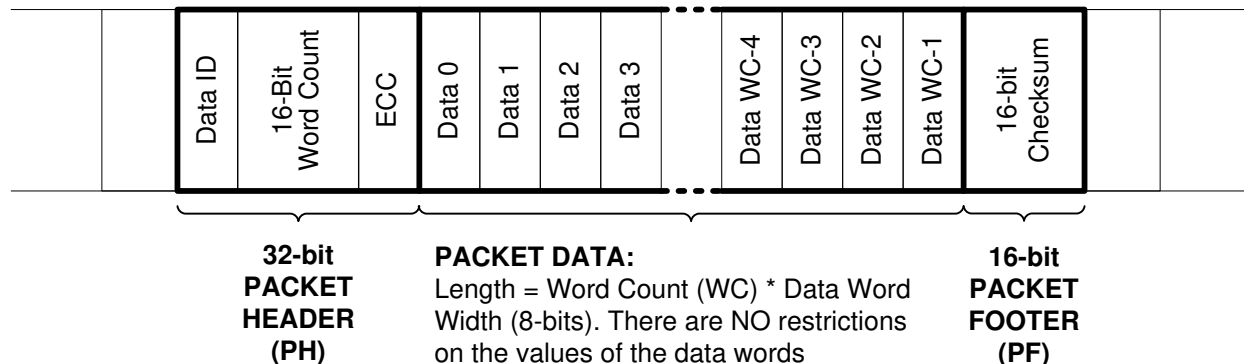 Data ID
16-Bit
Word Count
ECC
Data 0
Data 1
Data 2
Data 3
Data WC-4
Data WC-3
Data WC-2
Data WC-1
16-bit
Checksum
32-bit
PACKET
HEADER
(PH)
PACKET DATA:
Length = Word Count (WC) * Data Word
Width (8-bits). There are NO restrictions
on the values of the data words
16-bit
PACKET
FOOTER
(PF)